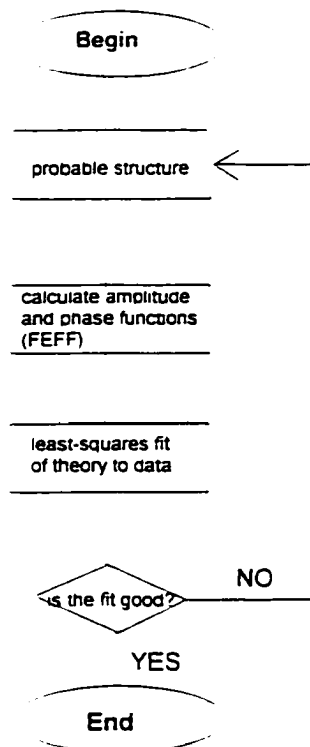 Begin
probable structure
calculate amplitude
and phase functions
(FEFF)
least-squares fit
of theory to data
is the fit good?
NO
YES
End